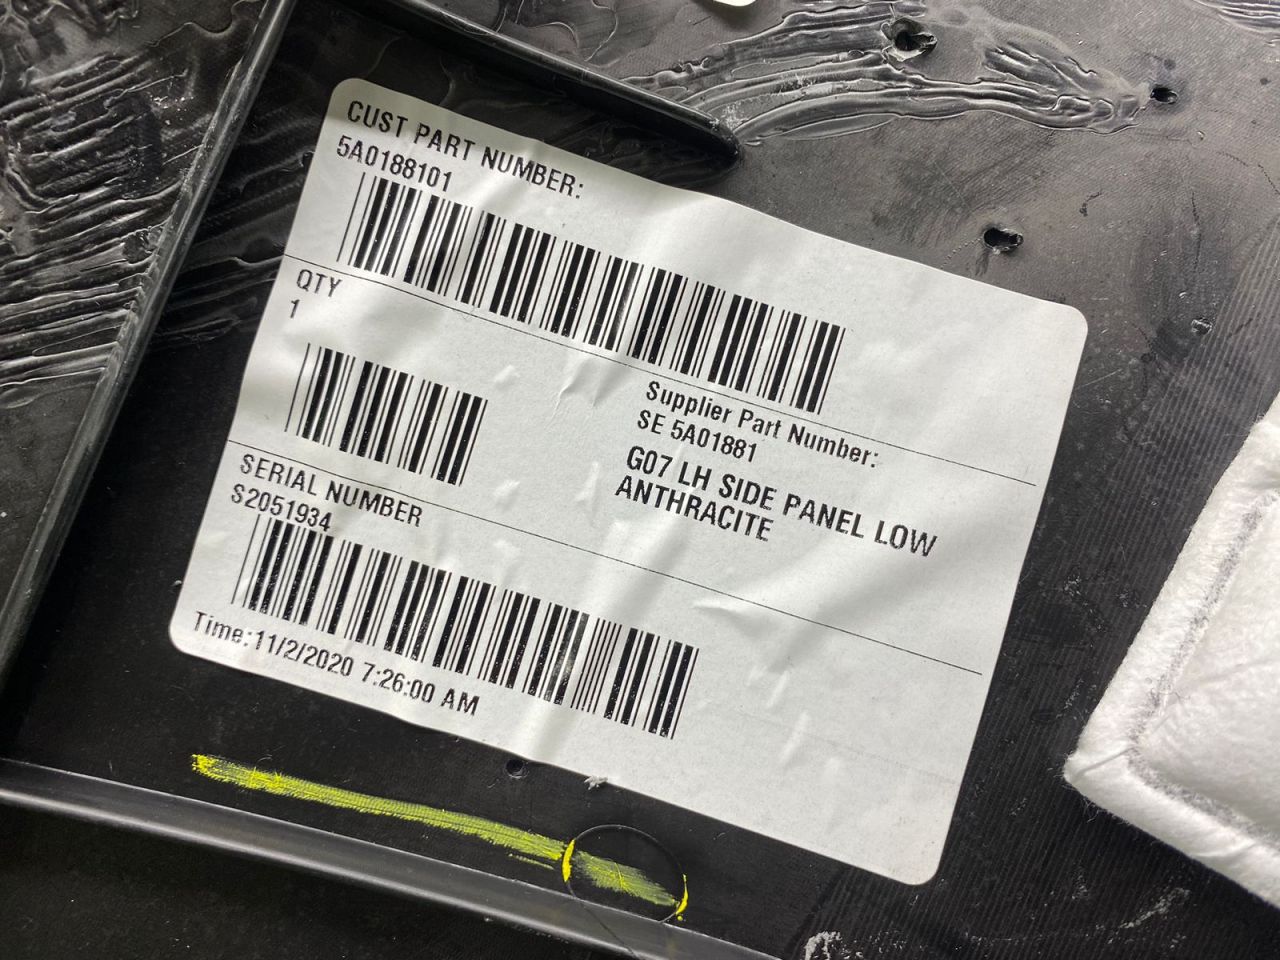 CUST PART NUMBER:
5A0188101
QTY
1
Supplier Part Number:
SE 5A01881
G07 LH SIDE PANEL LOW
ANTHRACITE
SERIAL NUMBER
S2051934
Time:11/2/2020 7:26:00 AM